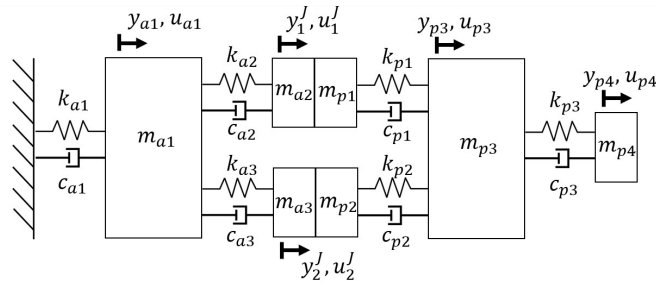 y_{a1}, u_{a1}
y_1^J, u_1^J
y_{p3}, u_{p3}
y_{p4}, u_{p4}
k_{a1}
c_{a1}
m_{a1}
k_{a2}
c_{a2}
m_{a2}
m_{p1}
k_{p1}
c_{p1}
k_{a3}
c_{a3}
m_{a3}
m_{p2}
k_{p2}
c_{p2}
y_2^J, u_2^J
m_{p3}
k_{p3}
c_{p3}
m_{p4}